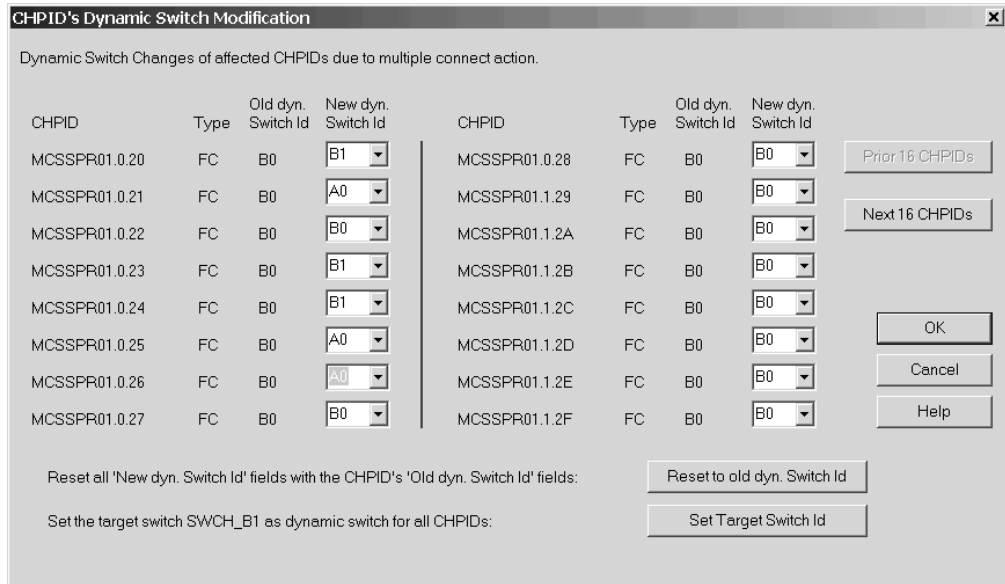 CHPID's Dynamic Switch Modification
Dynamic Switch Changes of affected CHPIDs due to multiple connect action.
CHPID Type Old dyn. Switch Id New dyn. Switch Id CHPID Type Old dyn. Switch Id New dyn. Switch Id
MCSSPR01.0.20 FC B0 B1 MCSSPR01.0.28 FC B0 B0 Prior 16 CHPIDs
MCSSPR01.0.21 FC B0 A0 MCSSPR01.1.29 FC B0 B0
Next 16 CHPIDs
MCSSPR01.0.22 FC B0 B0 MCSSPR01.1.2A FC B0 B0
MCSSPR01.0.23 FC B0 B1 MCSSPR01.1.2B FC B0 B0
MCSSPR01.0.24 FC B0 B1 MCSSPR01.1.2C FC B0 B0
OK
MCSSPR01.0.25 FC B0 A0 MCSSPR01.1.2D FC B0 B0
MCSSPR01.0.26 FC B0 A0 MCSSPR01.1.2E FC B0 B0 Cancel
MCSSPR01.0.27 FC B0 B0 MCSSPR01.1.2F FC B0 B0 Help
Reset all 'New dyn. Switch Id' fields with the CHPID's 'Old dyn. Switch Id' fields: Reset to old dyn. Switch Id
Set the target switch SWCH_B1 as dynamic switch for all CHPIDs: Set Target Switch Id